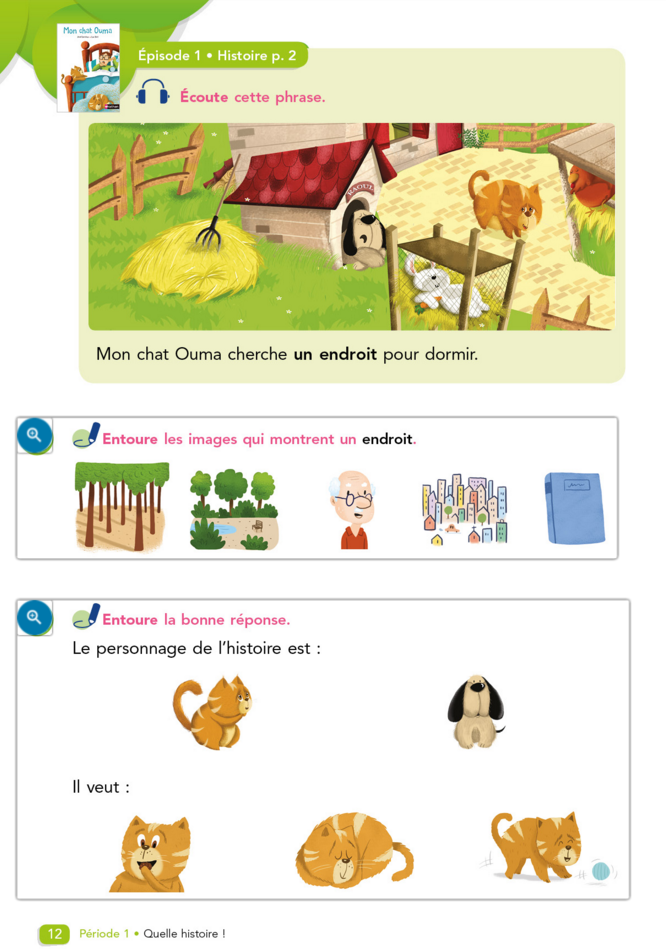 Mon chat Ouma
Épisode 1 • Histoire p. 2
Écoute cette phrase.
RAOUL
Mon chat Ouma cherche un endroit pour dormir.
Entoure les images qui montrent un endroit.
Entoure la bonne réponse.
Le personnage de l’histoire est :
Il veut :
12 Période 1 • Quelle histoire !